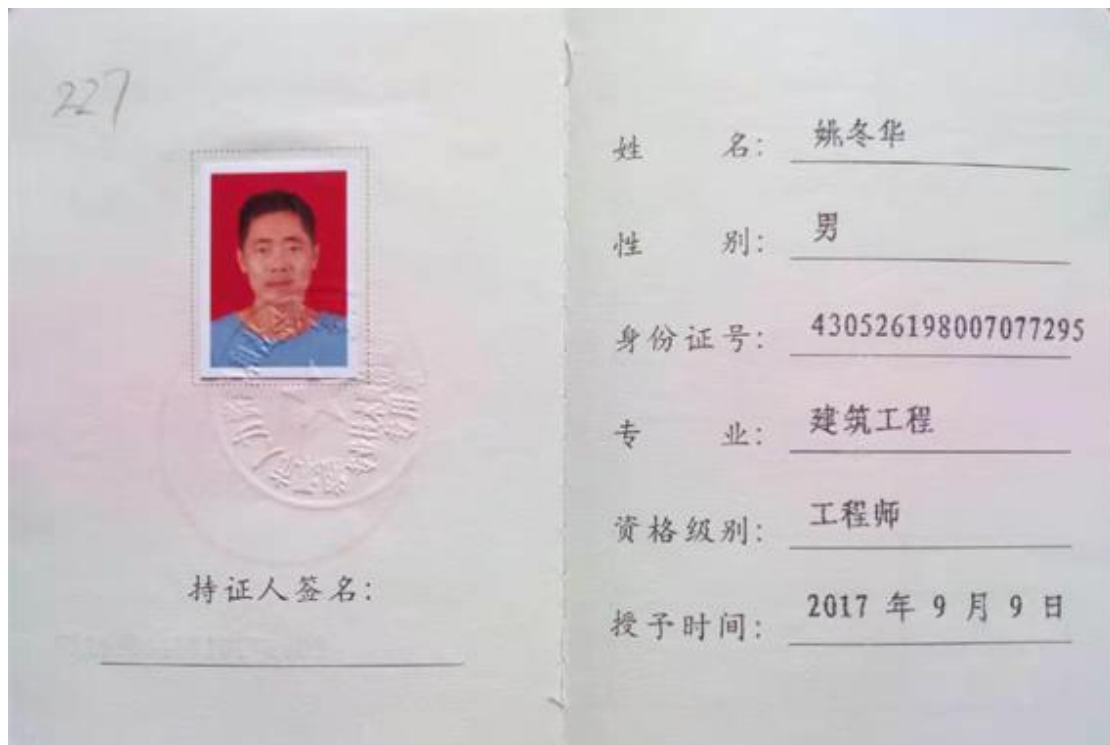 227
持证人签名：
姓名：姚冬华
性别：男
身份证号：430526198007077295
专业：建筑工程
资格级别：工程师
授予时间：2017 年 9 月 9 日